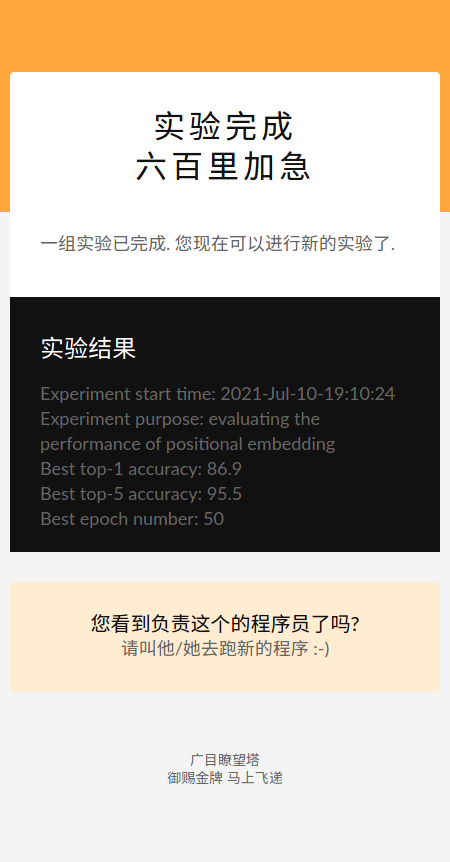 实验完成
六百里加急
一组实验已完成. 您现在可以进行新的实验了.
实验结果
Experiment start time: 2021-Jul-10-19:10:24
Experiment purpose: evaluating the
performance of positional embedding
Best top-1 accuracy: 86.9
Best top-5 accuracy: 95.5
Best epoch number: 50
您看到负责这个的程序员了吗?
请叫他/她去跑新的程序 :-)
广目瞭望塔
御赐金牌 马上飞递